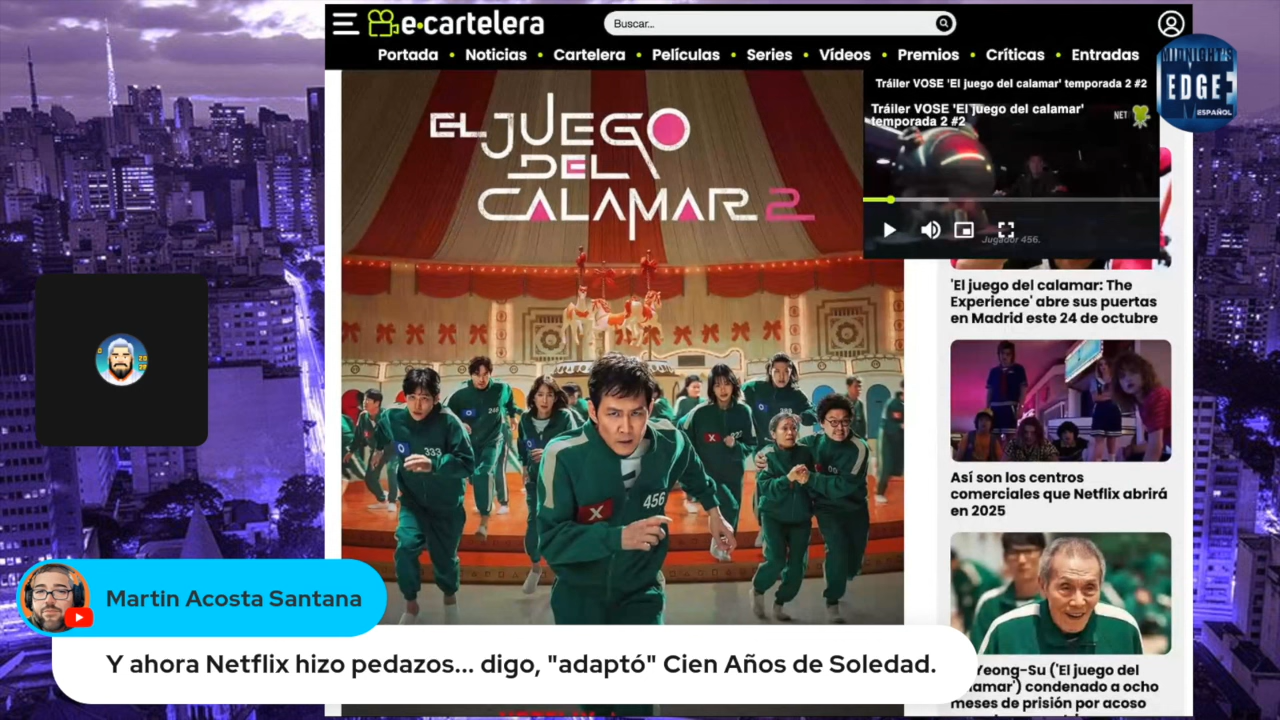 e·cartelera
Buscar...
Portada • Noticias • Cartelera • Películas • Series • Vídeos • Premios • Críticas • Entradas
MIDNIGHT'S
EDGE
ESPAÑOL
EL JUEGO
DEL
CALAMAR 2
Tráiler VOSE 'El juego del calamar' temporada 2 #2
Tráiler VOSE 'El juego del calamar'
temporada 2 #2
NET
Jugador 456.
'El juego del calamar: The
Experience' abre sus puertas
en Madrid este 24 de octubre
333
456
X
X
Así son los centros
comerciales que Netflix abrirá
en 2025
Yeong-Su ('El juego del
calamar') condenado a ocho
meses de prisión por acoso
Martin Acosta Santana
Y ahora Netflix hizo pedazos... digo, "adaptó" Cien Años de Soledad.